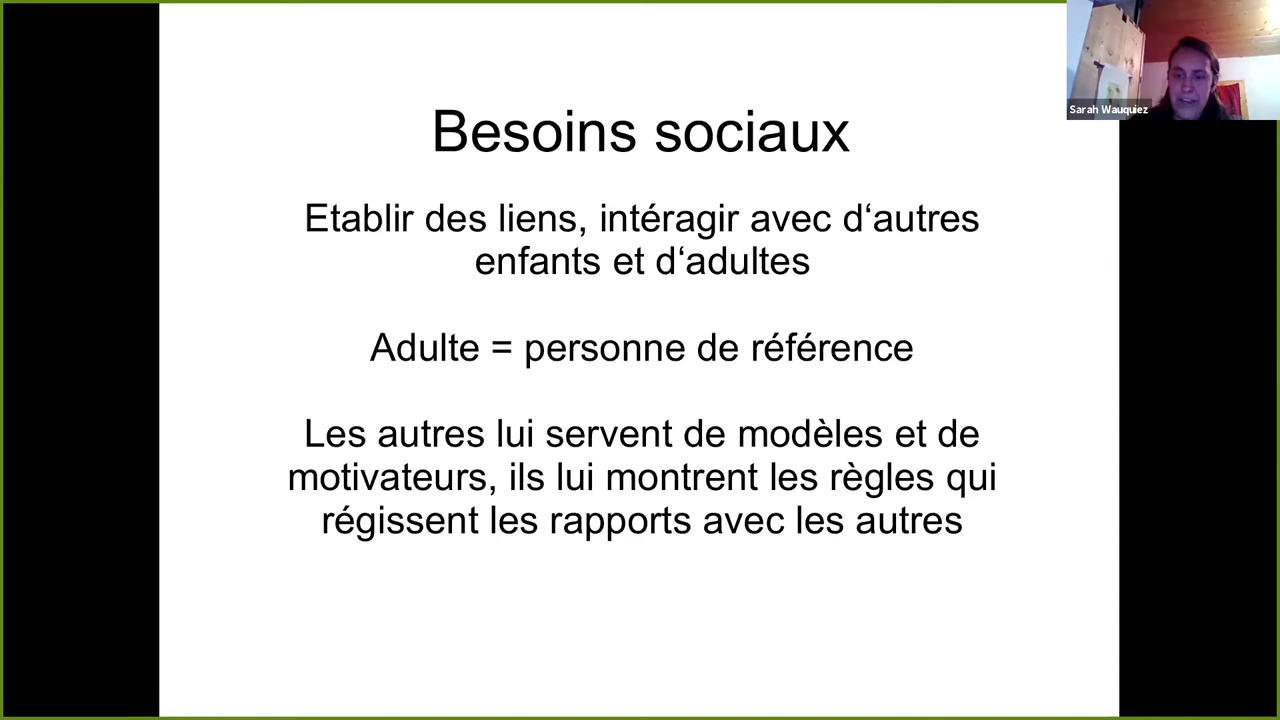 Sarah Wauquiez
Besoins sociaux
Etablir des liens, intéragir avec d‘autres
enfants et d‘adultes
Adulte = personne de référence
Les autres lui servent de modèles et de
motivateurs, ils lui montrent les règles qui
régissent les rapports avec les autres